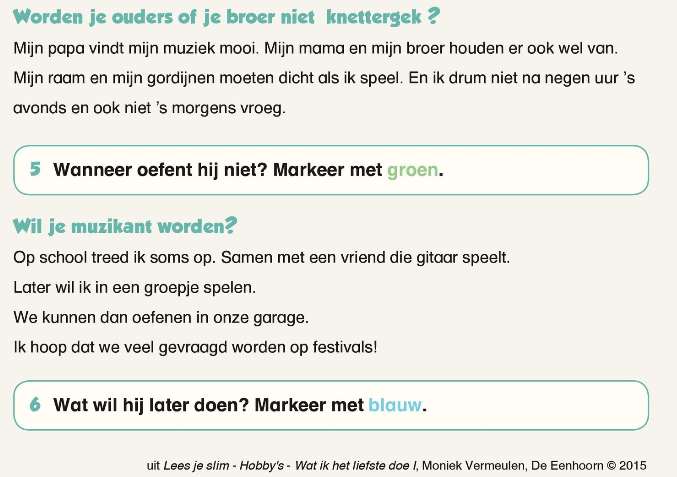 Worden je ouders of je broer niet knettergek ?
Mijn papa vindt mijn muziek mooi. Mijn mama en mijn broer houden er ook wel van.
Mijn raam en mijn gordijnen moeten dicht als ik speel. En ik drum niet na negen uur 's
avonds en ook niet 's morgens vroeg.
5 Wanneer oefent hij niet? Markeer met groen.
Wil je muzikant worden?
Op school treed ik soms op. Samen met een vriend die gitaar speelt.
Later wil ik in een groepje spelen.
We kunnen dan oefenen in onze garage.
Ik hoop dat we veel gevraagd worden op festivals!
6 Wat wil hij later doen? Markeer met blauw.
uit Lees je slim - Hobby's - Wat ik het liefste doe I, Moniek Vermeulen, De Eenhoorn © 2015